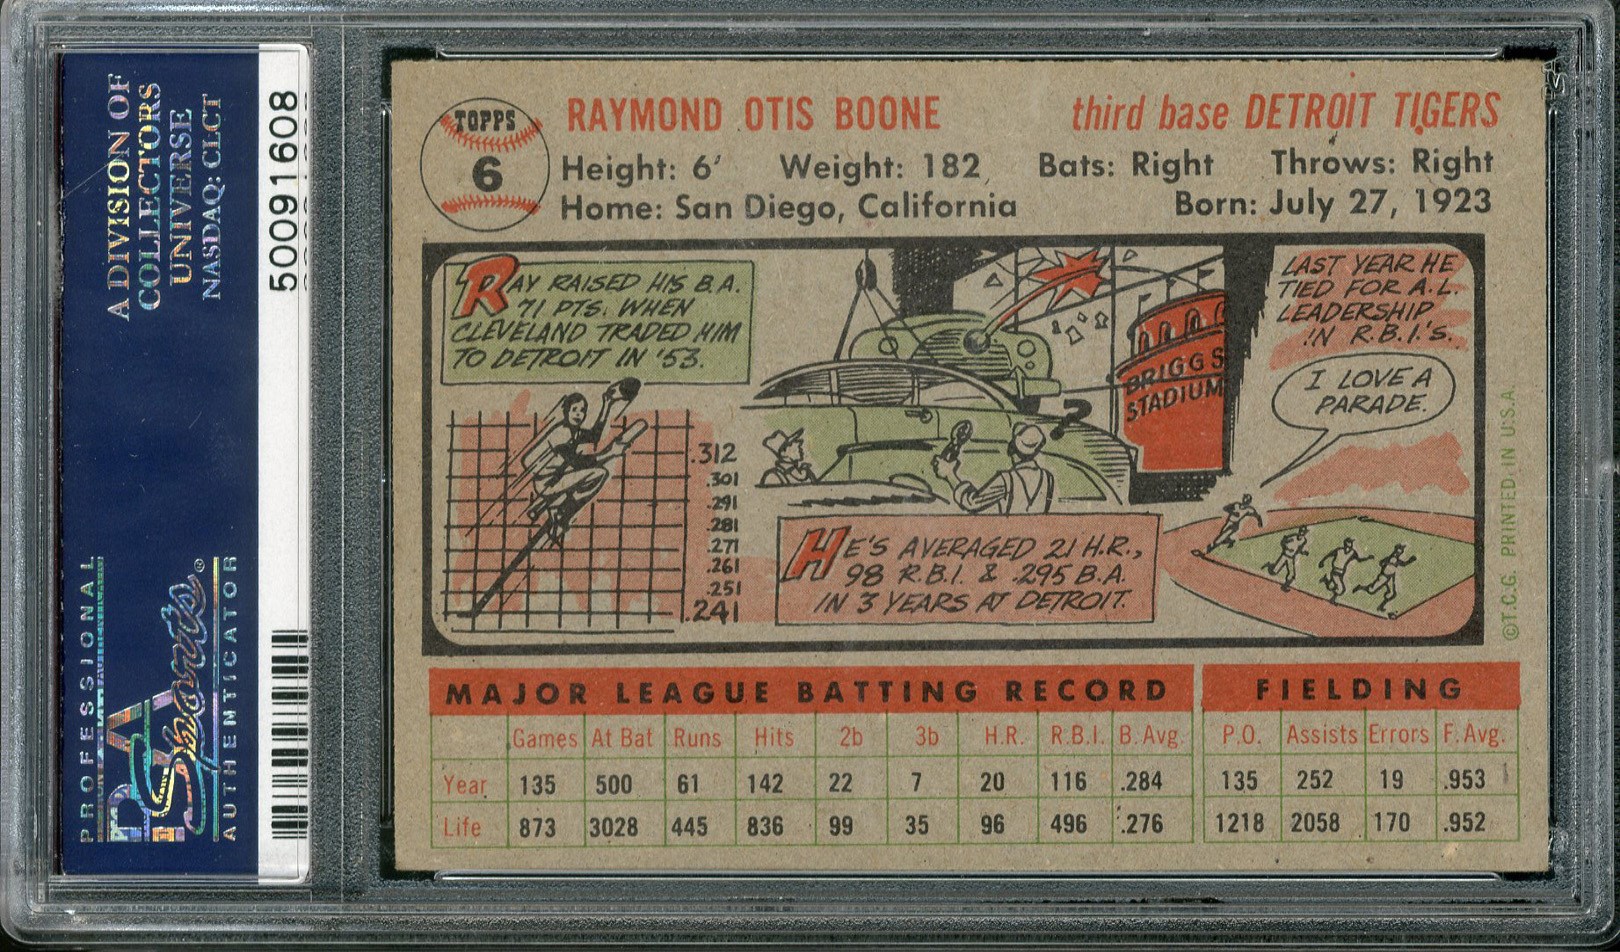 A DIVISION OF
COLLECTORS
UNIVERSE
NASDAQ: CLCT
PROFESSIONAL
PSA
Sports®
AUTHENTICATOR
50091608
TOPPS
6
RAYMOND OTIS BOONE
third base DETROIT TIGERS
Height: 6' Weight: 182 Bats: Right Throws: Right
Home: San Diego, California Born: July 27, 1923
RAY RAISED HIS B.A.
71 PTS. WHEN
CLEVELAND TRADED HIM
TO DETROIT IN '53.
.312
.301
.291
.281
.271
.261
.251
.241
BRIGGS
STADIUM
?
HE'S AVERAGED 21 H.R.,
98 R.B.I. & .295 B.A.
IN 3 YEARS AT DETROIT.
LAST YEAR HE
TIED FOR A.L.
LEADERSHIP
IN R.B.I.'S.
I LOVE A
PARADE.
©T.C.G. PRINTED IN U.S.A.
MAJOR LEAGUE BATTING RECORD FIELDING
Games At Bat Runs Hits 2b 3b H.R. R.B.I. B. Avg. P.O. Assists Errors F. Avg.
Year 135 500 61 142 22 7 20 116 .284 135 252 19 .953
Life 873 3028 445 836 99 35 96 496 .276 1218 2058 170 .952